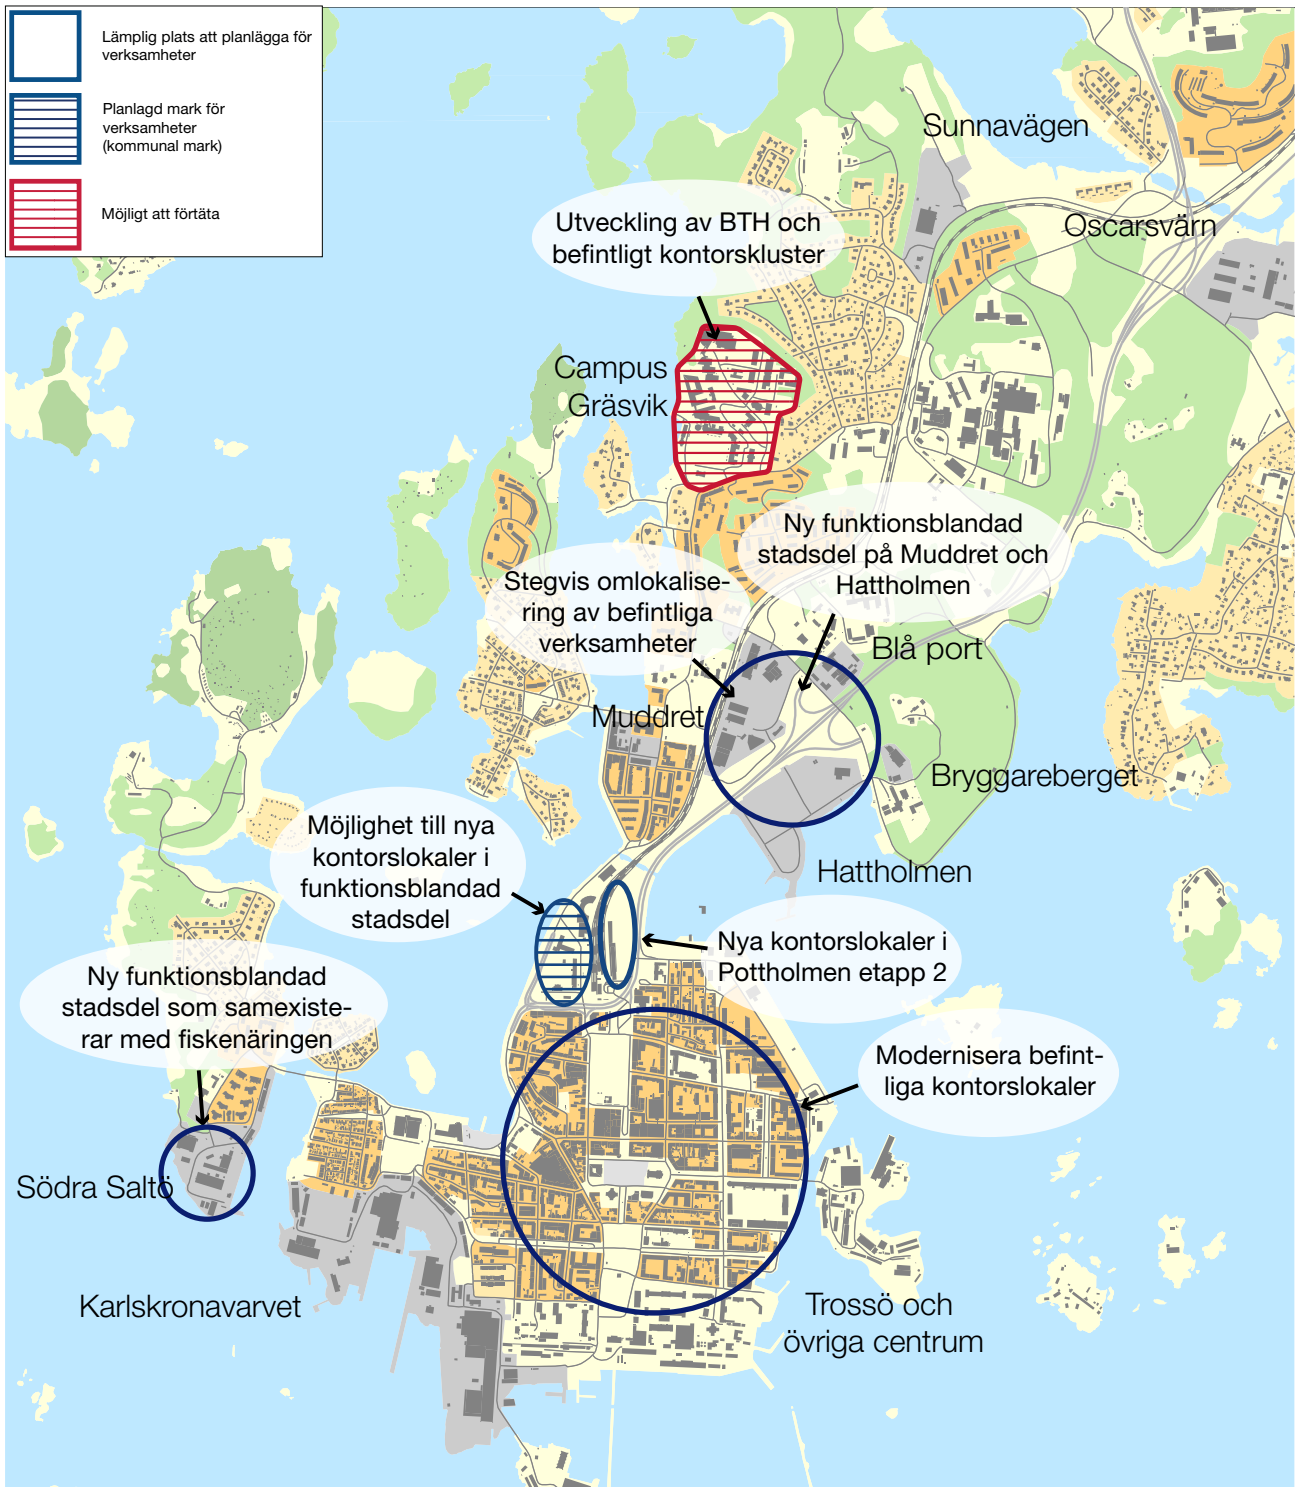 Lämplig plats att planlägga för
verksamheter
Planlagd mark för
verksamheter
(kommunal mark)
Möjligt att förtäta
Sunnavägen
Oscarsvärn
Utveckling av BTH och
befintligt kontorskluster
Campus
Gräsvik
Ny funktionsblandad
stadsdel på Muddret och
Hattholmen
Stegvis omlokalise-
ring av befintliga
verksamheter
Blå port
Muddret
Bryggareberget
Möjlighet till nya
kontorslokaler i
funktionsblandad
stadsdel
Hattholmen
Nya kontorslokaler i
Pottholmen etapp 2
Ny funktionsblandad
stadsdel som samexiste-
rar med fiskenäringen
Modernisera befint-
liga kontorslokaler
Södra Saltö
Karlskronavarvet
Trossö och
övriga centrum